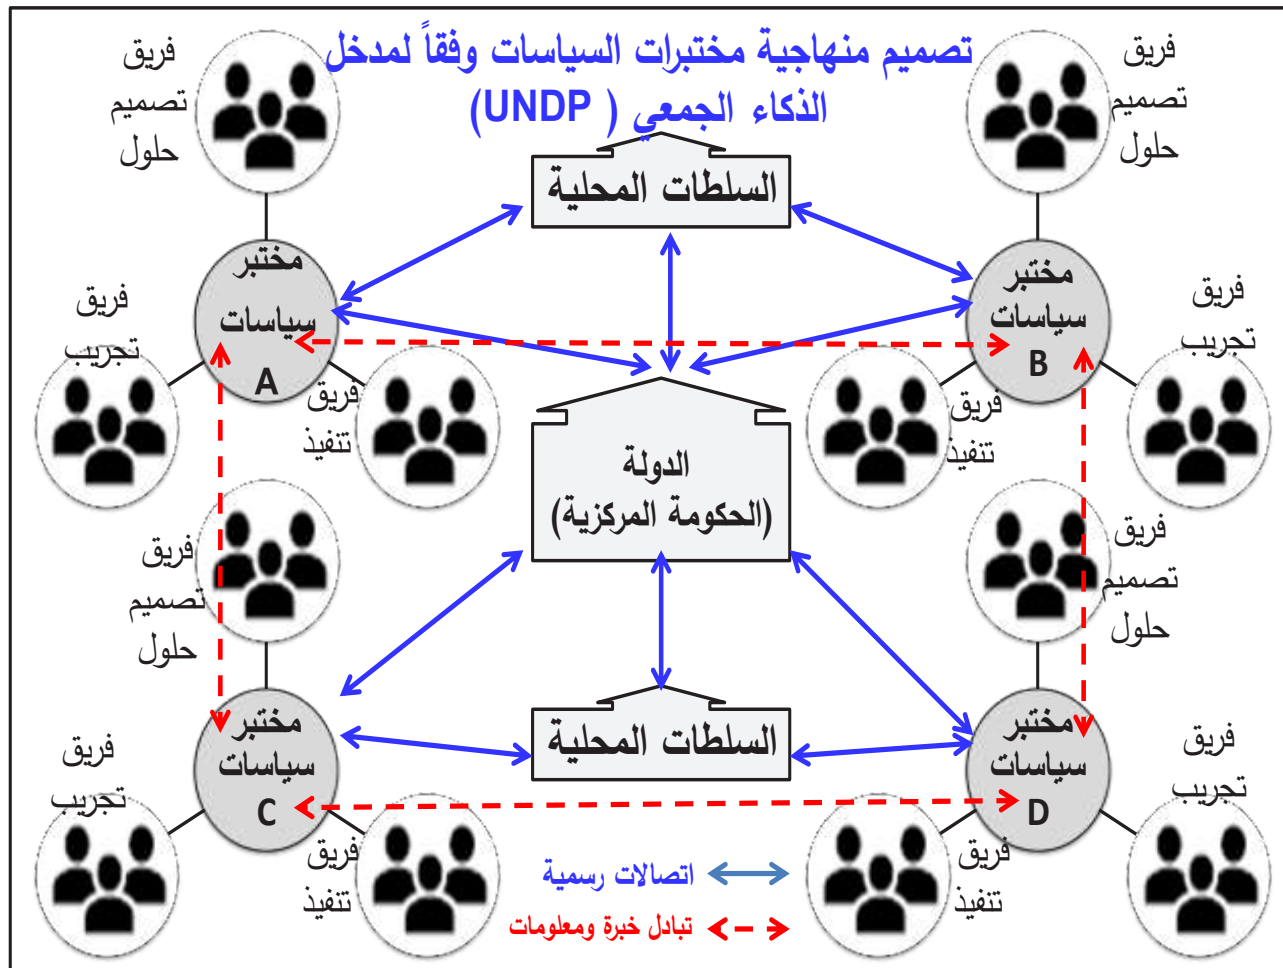 تصميم منهاجية مختبرات السياسات وفقاً لمدخل
الذكاء الجمعي ( UNDP)
فريق
تصميم
حلول
فريق
تصميم
حلول
السلطات المحلية
مختبر
سياسات
A
مختبر
سياسات
B
فريق
تجريب
فريق
تنفيذ
فريق
تنفيذ
فريق
تجريب
الدولة
(الحكومة المركزية)
فريق
تصميم
حلول
فريق
تصميم
حلول
السلطات المحلية
مختبر
سياسات
C
مختبر
سياسات
D
فريق
تجريب
فريق
تنفيذ
فريق
تنفيذ
فريق
تجريب
اتصالات رسمية
تبادل خبرة ومعلومات